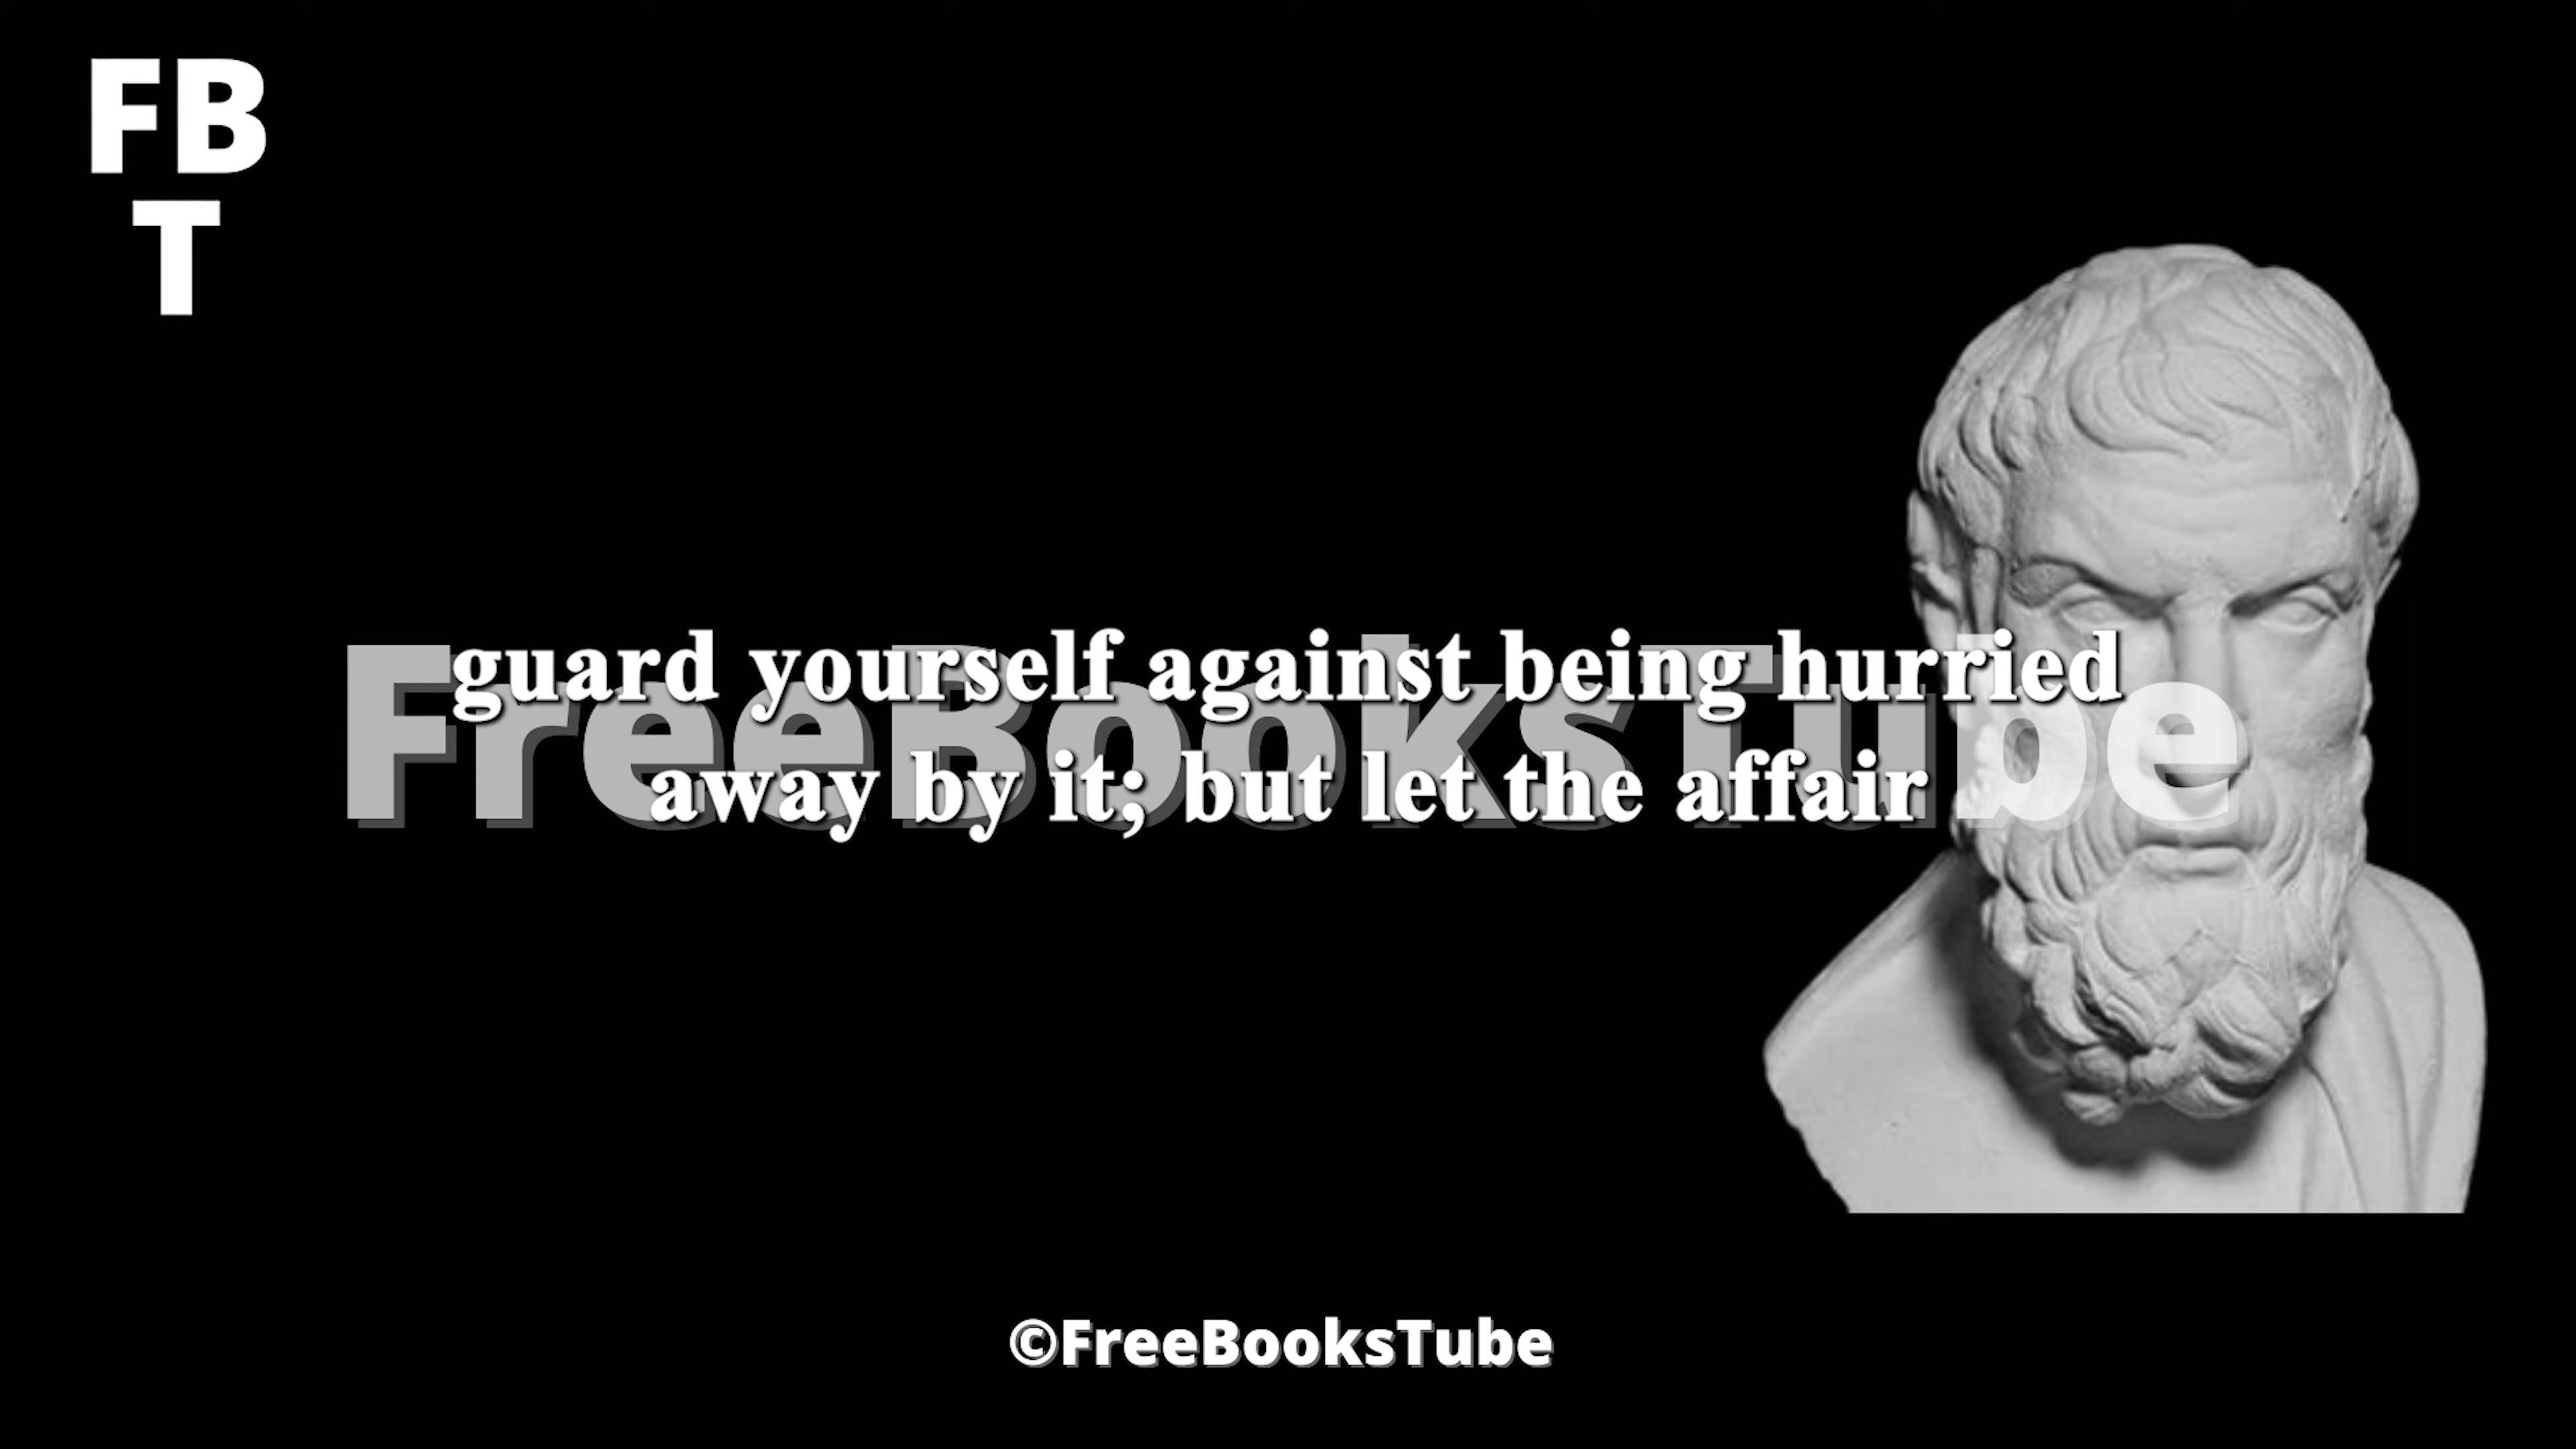 FB
T
FreeBooksTube
guard yourself against being hurried
away by it; but let the affair
©FreeBooksTube